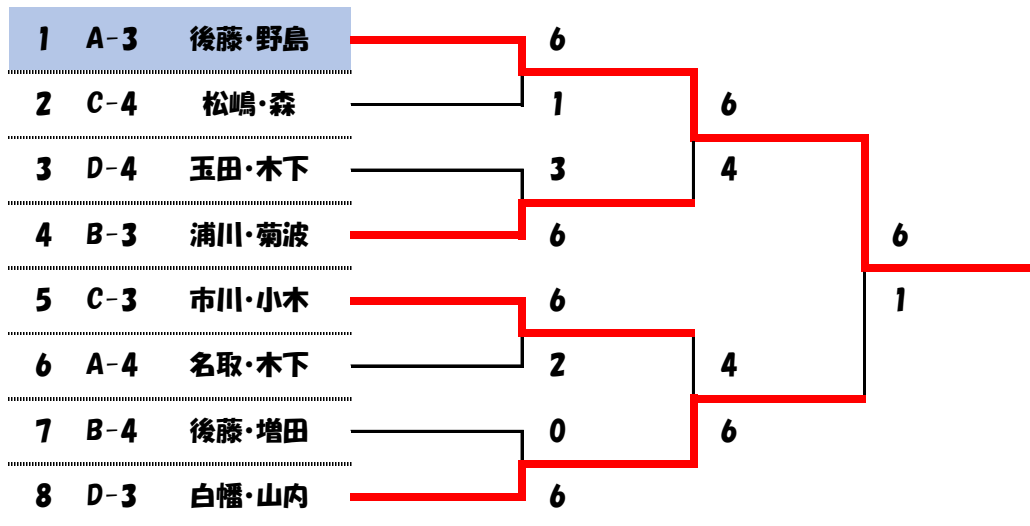 1 A-3 後藤・野島 6
2 C-4 松嶋・森 1 6
3 D-4 玉田・木下 3 4
4 B-3 浦川・菊波 6 6
5 C-3 市川・小木 6 1
6 A-4 名取・木下 2 4
7 B-4 後藤・増田 0 6
8 D-3 白幡・山内 6